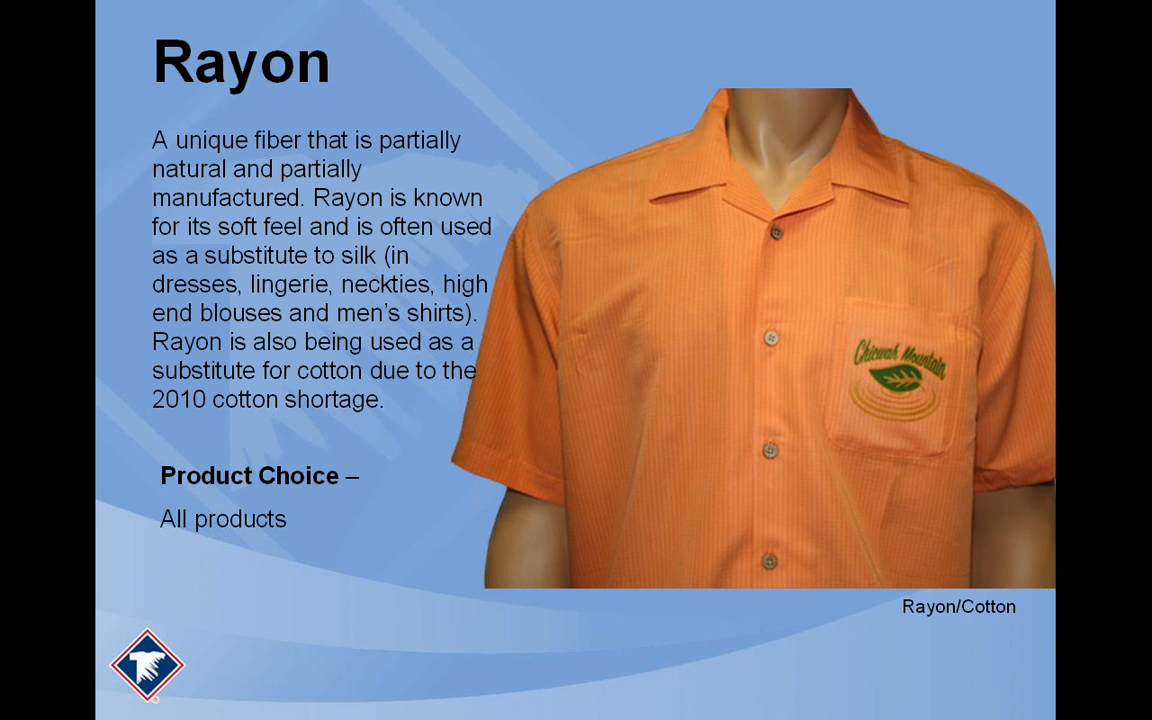 Rayon
A unique fiber that is partially
natural and partially
manufactured. Rayon is known
for its soft feel and is often used
as a substitute to silk (in
dresses, lingerie, neckties, high
end blouses and men's shirts).
Rayon is also being used as a
substitute for cotton due to the
2010 cotton shortage.
Product Choice –
All products
Chicwah Mountain
Rayon/Cotton